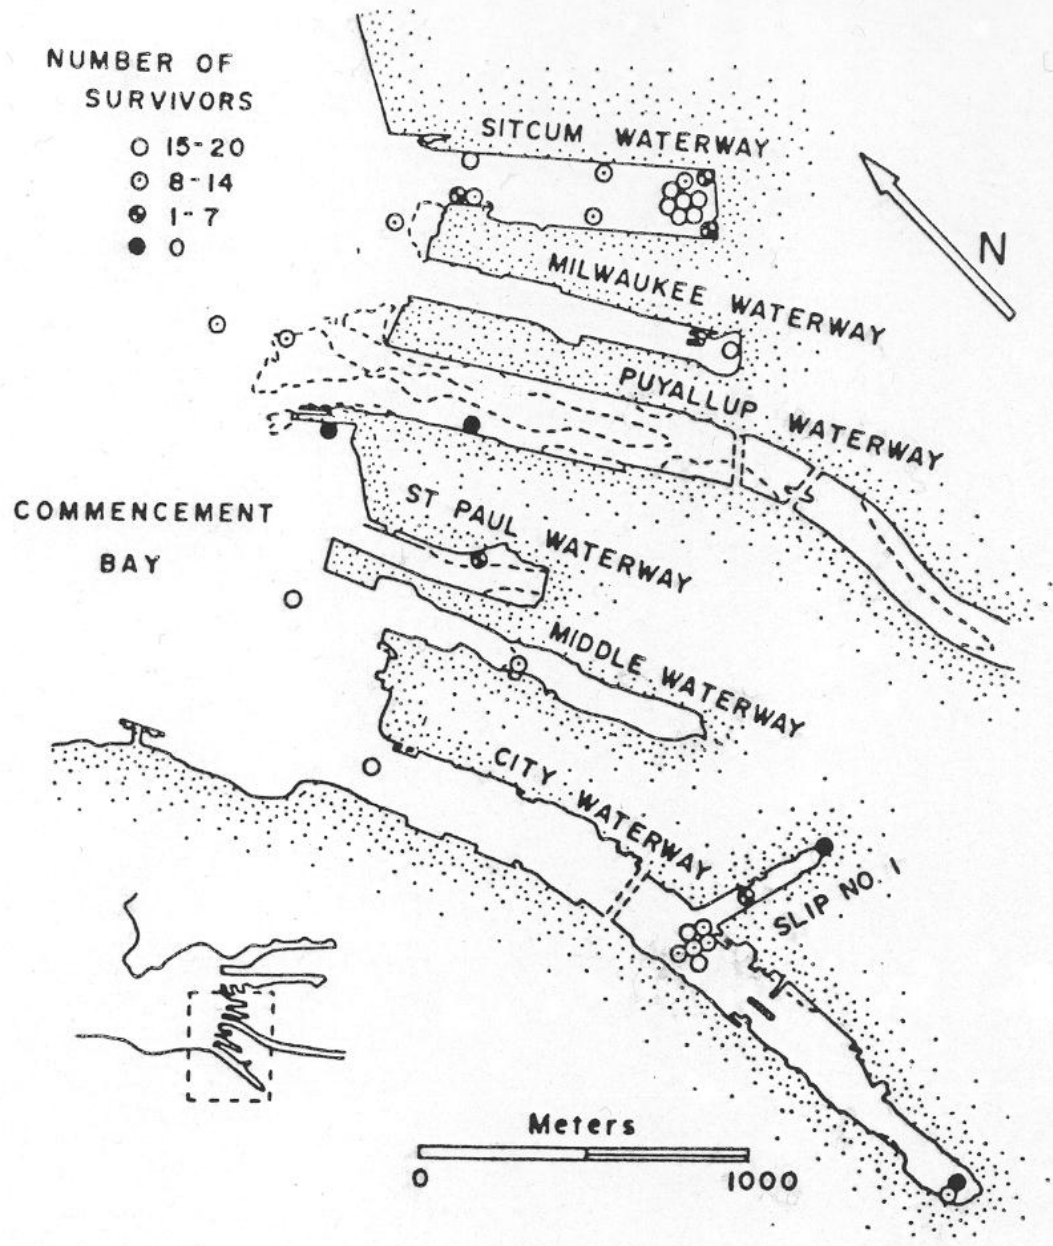 NUMBER OF
SURVIVORS
15-20
8-14
1-7
0
SITCUM WATERWAY
N
MILWAUKEE WATERWAY
PUYALLUP WATERWAY
COMMENCEMENT
BAY
ST PAUL WATERWAY
MIDDLE WATERWAY
CITY WATERWAY
SLIP NO. 1
Meters
0
1000